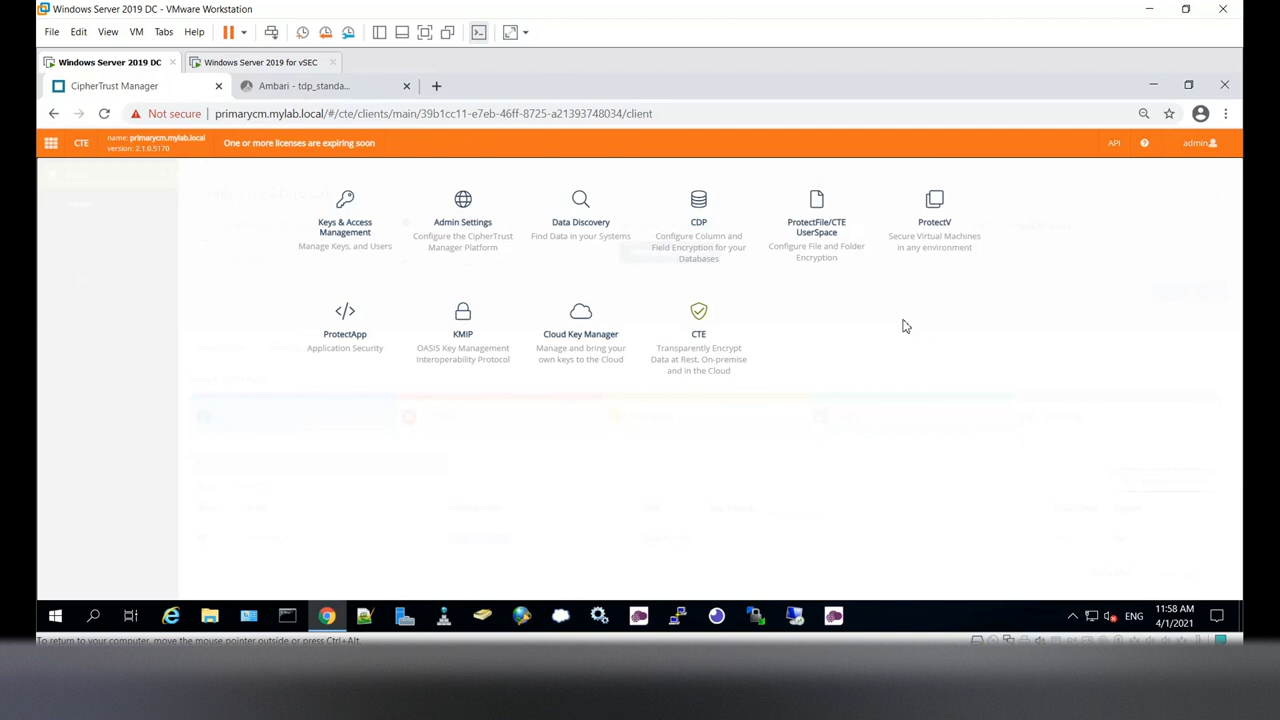 Windows Server 2019 DC - VMware Workstation
File Edit View VM Tabs Help
Windows Server 2019 DC
Windows Server 2019 for vSEC
CipherTrust Manager
Ambari - tdp_standa...
Not secure
primarycm.mylab.local/#/cte/clients/main/39b1cc11-e7eb-46ff-8725-a21393748034/client
CTE
name: primarycm.mylab.local
version: 2.1.0.5170
One or more licenses are expiring soon
API
admin
Keys & Access
Management
Manage Keys, and Users
Admin Settings
Configure the CipherTrust
Manager Platform
Data Discovery
Find Data in your Systems
CDP
Configure Column and
Field Encryption for your
Databases
ProtectFile/CTE
UserSpace
Configure File and Folder
Encryption
ProtectV
Secure Virtual Machines
in any environment
ProtectApp
Application Security
KMIP
OASIS Key Management
Interoperability Protocol
Cloud Key Manager
Manage and bring your
own keys to the Cloud
CTE
Transparently Encrypt
Data at Rest, On-premise
and in the Cloud
ENG
11:58 AM
4/1/2021
To return to your computer, move the mouse pointer outside or press Ctrl+Alt.